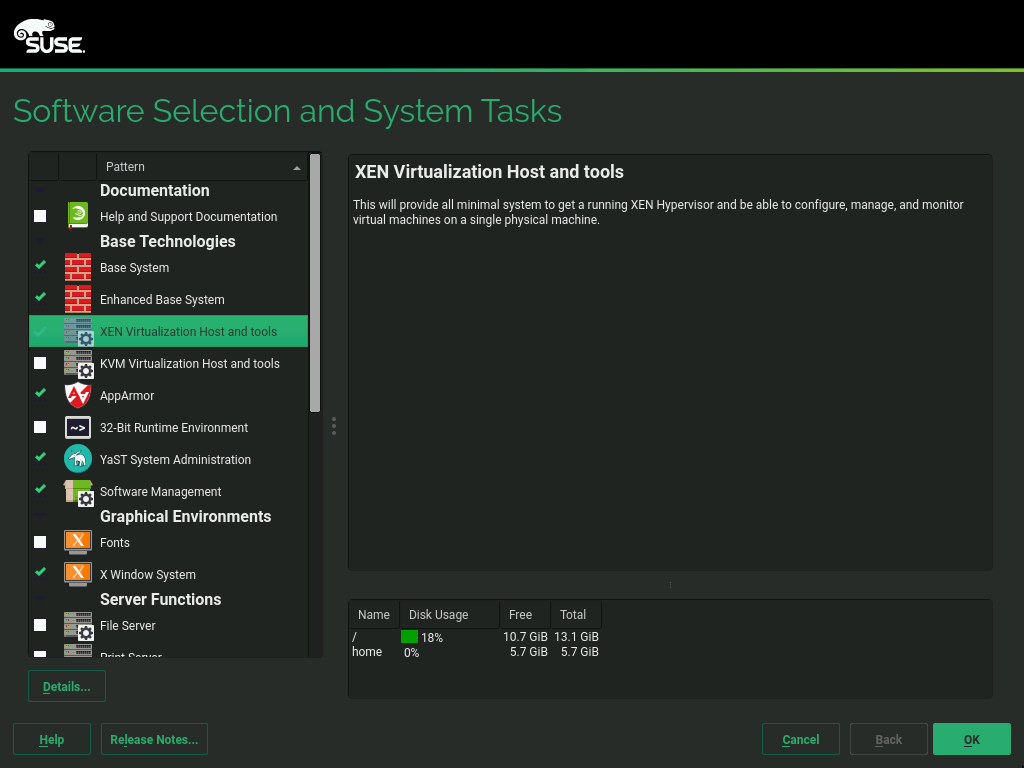 SUSE.
Software Selection and System Tasks
Pattern
Documentation
Help and Support Documentation
Base Technologies
Base System
Enhanced Base System
XEN Virtualization Host and tools
KVM Virtualization Host and tools
AppArmor
~>
32-Bit Runtime Environment
YaST System Administration
Software Management
Graphical Environments
X
Fonts
X
X Window System
Server Functions
File Server
Print Server
XEN Virtualization Host and tools
This will provide all minimal system to get a running XEN Hypervisor and be able to configure, manage, and monitor
virtual machines on a single physical machine.
Name Disk Usage Free Total
/ 18% 10.7 GiB 13.1 GiB
home 0% 5.7 GiB 5.7 GiB
Details...
Help
Release Notes...
Cancel
Back
OK